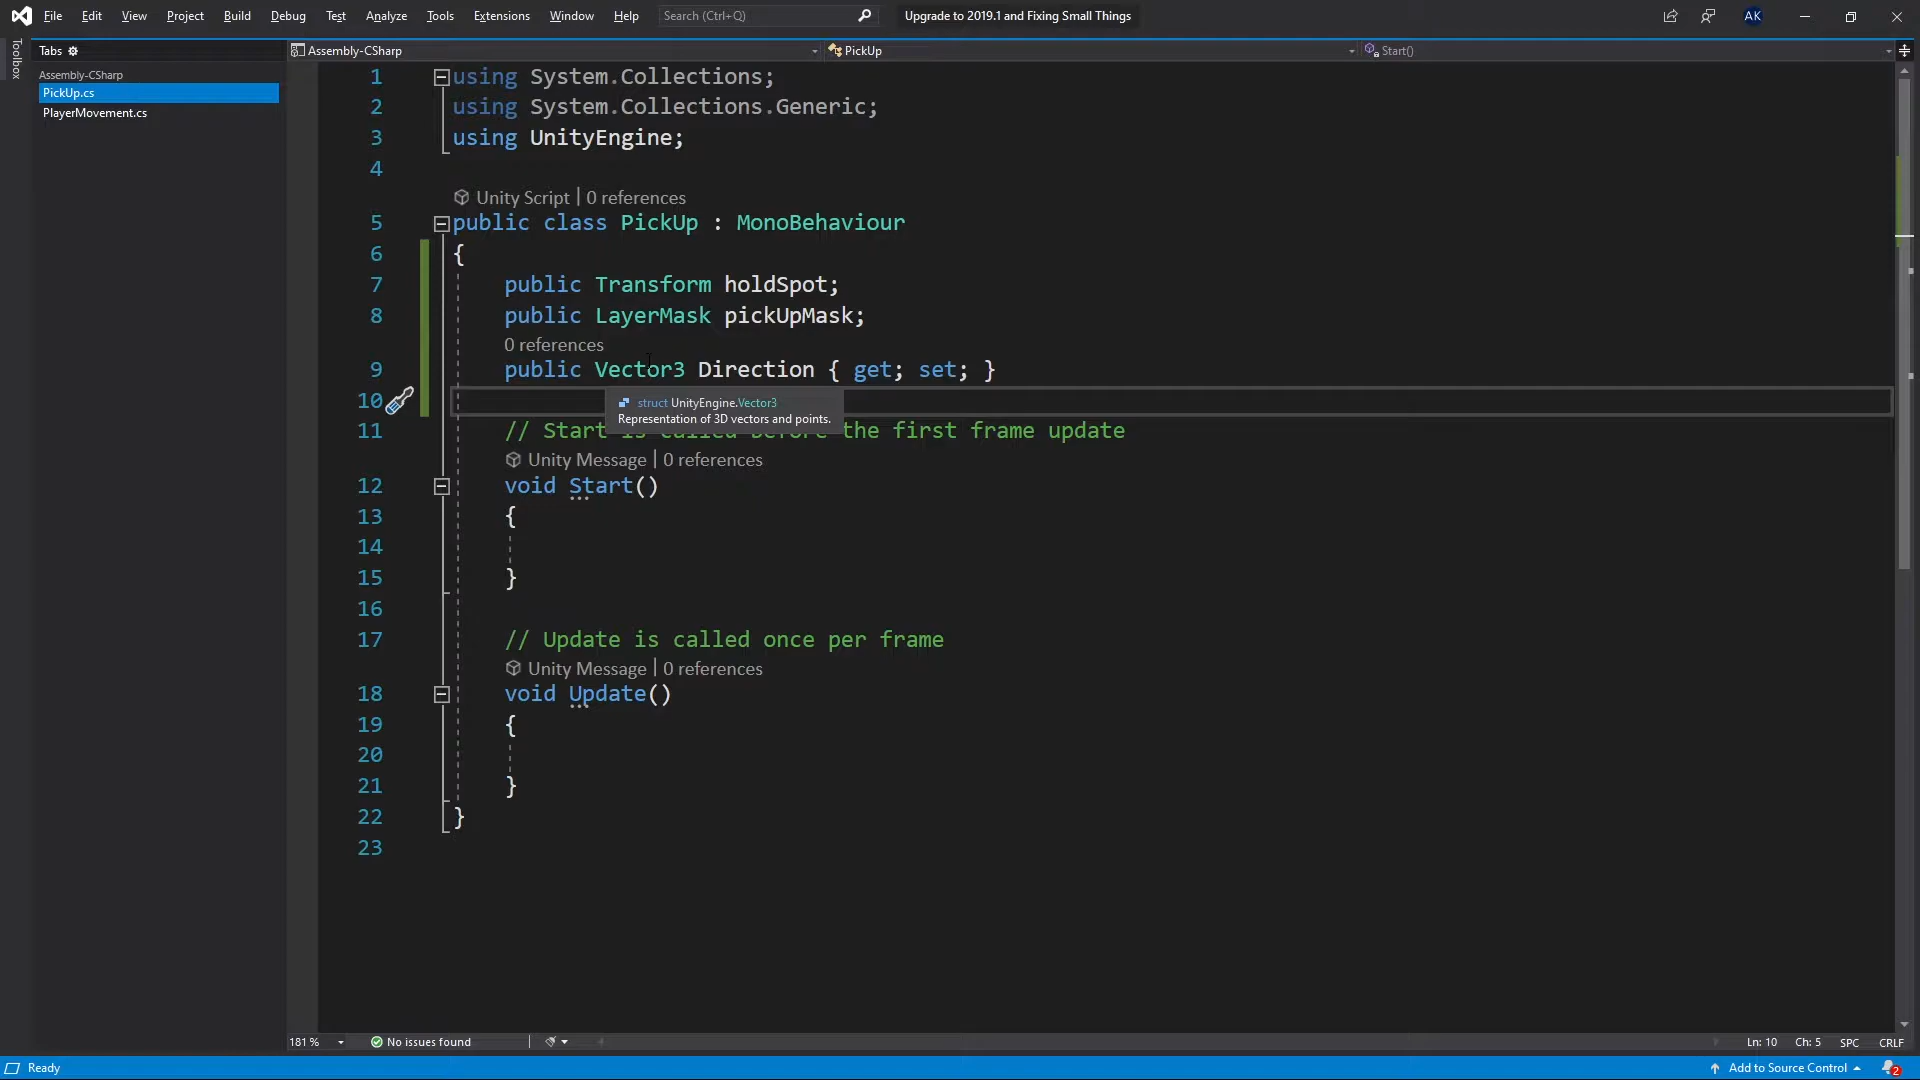 File Edit View Project Build Debug Test Analyze Tools Extensions Window Help Search (Ctrl+Q) Upgrade to 2019.1 and Fixing Small Things AK
Toolbox
Tabs
Assembly-CSharp
PickUp.cs
PlayerMovement.cs
Assembly-CSharp PickUp Start()
1 using System.Collections;
2 using System.Collections.Generic;
3 using UnityEngine;
4
Unity Script | 0 references
5 public class PickUp : MonoBehaviour
6 {
7 public Transform holdSpot;
8 public LayerMask pickUpMask;
0 references
9 public Vector3 Direction { get; set; }
10
struct UnityEngine.Vector3
Representation of 3D vectors and points.
11 // Start is called before the first frame update
Unity Message | 0 references
12 void Start()
13 {
14
15 }
16
17 // Update is called once per frame
Unity Message | 0 references
18 void Update()
19 {
20
21 }
22 }
23
181 % No issues found Ln: 10 Ch: 5 SPC CRLF
Ready Add to Source Control 2